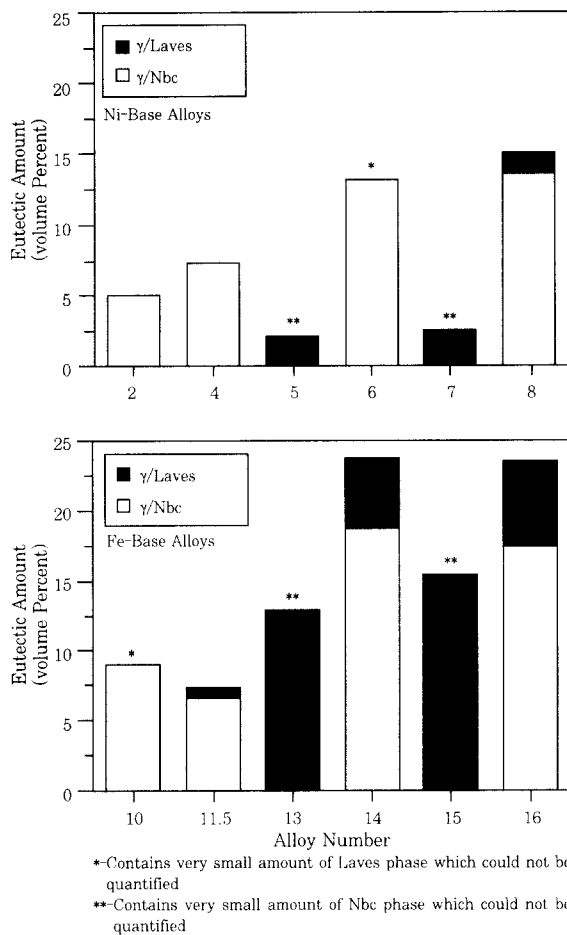 25
20
15
10
5
0
Eutectic Amount
(volume Percent)
γ/Laves
γ/Nbc
Ni-Base Alloys
**
*
**
2 4 5 6 7 8
25
20
15
10
5
0
Eutectic Amount
(volume Percent)
γ/Laves
γ/Nbc
Fe-Base Alloys
*
**
**
10 11.5 13 14 15 16
Alloy Number
*-Contains very small amount of Laves phase which could not be
quantified
**-Contains very small amount of Nbc phase which could not be
quantified